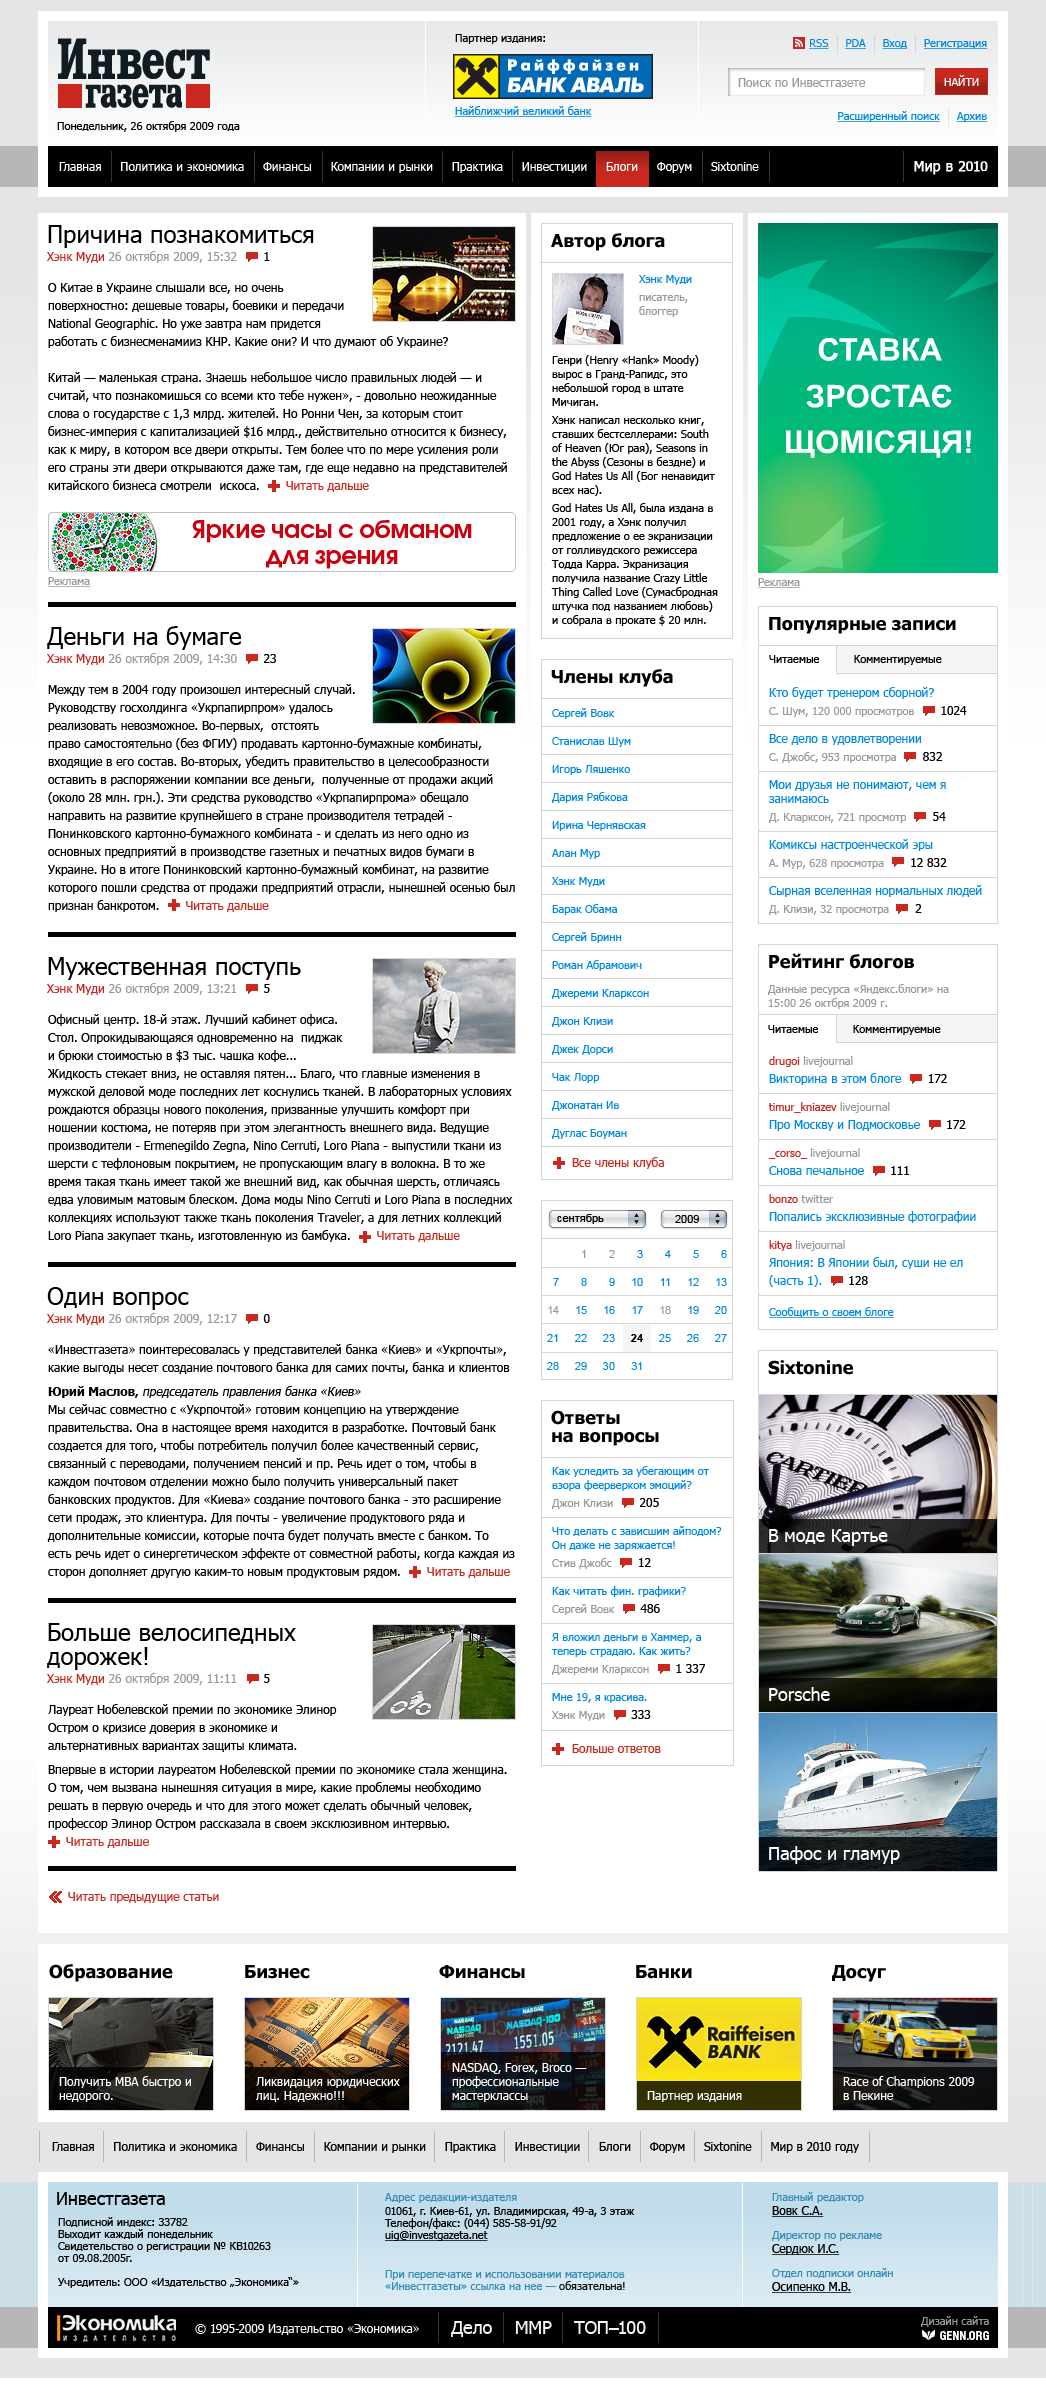 Инвест
газета
Понедельник, 26 октября 2009 года
Партнер издания:
Райффайзен
БАНК АВАЛЬ
Найближчий великий банк
RSS
PDA
Вход
Регистрация
Поиск по Инвестгазете
НАЙТИ
Расширенный поиск
Архив
Главная
Политика и экономика
Финансы
Компании и рынки
Практика
Инвестиции
Блоги
Форум
Sixtonine
Мир в 2010
Причина познакомиться
Хэнк Муди 26 октября 2009, 15:32 1
О Китае в Украине слышали все, но очень
поверхностно: дешевые товары, боевики и передачи
National Geographic. Но уже завтра нам придется
работать с бизнесменамииз КНР. Какие они? И что думают об Украине?
Китай — маленькая страна. Знаешь небольшое число правильных людей — и
считай, что познакомишься со всеми кто тебе нужен», - довольно неожиданные
слова о государстве с 1,3 млрд. жителей. Но Ронни Чен, за которым стоит
бизнес-империя с капитализацией $16 млрд., действительно относится к бизнесу,
как к миру, в котором все двери открыты. Тем более что по мере усиления роли
его страны эти двери открываются даже там, где еще недавно на представителей
китайского бизнеса смотрели искоса. Читать дальше
Яркие часы с обманом
для зрения
Реклама
Деньги на бумаге
Хэнк Муди 26 октября 2009, 14:30 23
Между тем в 2004 году произошел интересный случай.
Руководству госхолдинга «Укрпапирпром» удалось
реализовать невозможное. Во-первых, отстоять
право самостоятельно (без ФГИУ) продавать картонно-бумажные комбинаты,
входящие в его состав. Во-вторых, убедить правительство в целесообразности
оставить в распоряжении компании все деньги, полученные от продажи акций
(около 28 млн. грн.). Эти средства руководство «Укрпапирпрома» обещало
направить на развитие крупнейшего в стране производителя тетрадей -
Понинковского картонно-бумажного комбината - и сделать из него одно из
основных предприятий в производстве газетных и печатных видов бумаги в
Украине. Но в итоге Понинковский картонно-бумажный комбинат, на развитие
которого пошли средства от продажи предприятий отрасли, нынешней осенью был
признан банкротом. Читать дальше
Мужественная поступь
Хэнк Муди 26 октября 2009, 13:21 5
Офисный центр. 18-й этаж. Лучший кабинет офиса.
Стол. Опрокидывающаяся одновременно на пиджак
и брюки стоимостью в $3 тыс. чашка кофе...
Жидкость стекает вниз, не оставляя пятен... Благо, что главные изменения в
мужской деловой моде последних лет коснулись тканей. В лабораторных условиях
рождаются образцы нового поколения, призванные улучшить комфорт при
ношении костюма, не потеряв при этом элегантность внешнего вида. Ведущие
производители - Ermenegildo Zegna, Nino Cerruti, Loro Piana - выпустили ткани из
шерсти с тефлоновым покрытием, не пропускающим влагу в волокна. В то же
время такая ткань имеет такой же внешний вид, как обычная шерсть, отличаясь
едва уловимым матовым блеском. Дома моды Nino Cerruti и Loro Piana в последних
коллекциях используют также ткань поколения Traveler, а для летних коллекций
Loro Piana закупает ткань, изготовленную из бамбука. Читать дальше
Один вопрос
Хэнк Муди 26 октября 2009, 12:17 0
«Инвестгазета» поинтересовалась у представителей банка «Киев» и «Укрпочты»,
какие выгоды несет создание почтового банка для самих почты, банка и клиентов
Юрий Маслов, председатель правления банка «Киев»
Мы сейчас совместно с «Укрпочтой» готовим концепцию на утверждение
правительства. Она в настоящее время находится в разработке. Почтовый банк
создается для того, чтобы потребитель получил более качественный сервис,
связанный с переводами, получением пенсий и пр. Речь идет о том, чтобы в
каждом почтовом отделении можно было получить универсальный пакет
банковских продуктов. Для «Киева» создание почтового банка - это расширение
сети продаж, это клиентура. Для почты - увеличение продуктового ряда и
дополнительные комиссии, которые почта будет получать вместе с банком. То
есть речь идет о синергетическом эффекте от совместной работы, когда каждая из
сторон дополняет другую каким-то новым продуктовым рядом. Читать дальше
Больше велосипедных
дорожек!
Хэнк Муди 26 октября 2009, 11:11 5
Лауреат Нобелевской премии по экономике Элинор
Остром о кризисе доверия в экономике и
альтернативных вариантах защиты климата.
Впервые в истории лауреатом Нобелевской премии по экономике стала женщина.
О том, чем вызвана нынешняя ситуация в мире, какие проблемы необходимо
решать в первую очередь и что для этого может сделать обычный человек,
профессор Элинор Остром рассказала в своем эксклюзивном интервью.
Читать дальше
Читать предыдущие статьи
Автор блога
Хэнк Муди
писатель,
блоггер
Генри (Henry «Hank» Moody)
вырос в Гранд-Рапидс, это
небольшой город в штате
Мичиган.
Хэнк написал несколько книг,
ставших бестселлерами: South
of Heaven (Юг рая), Seasons in
the Abyss (Сезоны в бездне) и
God Hates Us All (Бог ненавидит
всех нас).
God Hates Us All, была издана в
2001 году, а Хэнк получил
предложение о ее экранизации
от голливудского режиссера
Тодда Карра. Экранизация
получила название Crazy Little
Thing Called Love (Сумасбродная
штучка под названием любовь)
и собрала в прокате $ 20 млн.
Члены клуба
Сергей Вовк
Станислав Шум
Игорь Ляшенко
Дария Рябкова
Ирина Чернявская
Алан Мур
Хэнк Муди
Барак Обама
Сергей Бринн
Роман Абрамович
Джереми Кларксон
Джон Клизи
Джек Дорси
Чак Лорр
Джонатан Ив
Дуглас Боуман
Все члены клуба
сентябрь 2009
1 2 3 4 5 6
7 8 9 10 11 12 13
14 15 16 17 18 19 20
21 22 23 24 25 26 27
28 29 30 31
Ответы
на вопросы
Как уследить за убегающим от
взора феерверком эмоций?
Джон Клизи 205
Что делать с зависшим айподом?
Он даже не заряжается!
Стив Джобс 12
Как читать фин. графики?
Сергей Вовк 486
Я вложил деньги в Хаммер, а
теперь страдаю. Как жить?
Джереми Кларксон 1 337
Мне 19, я красива.
Хэнк Муди 333
Больше ответов
СТАВКА
ЗРОСТАЄ
ЩОМІСЯЦЯ!
Реклама
Популярные записи
Читаемые
Комментируемые
Кто будет тренером сборной?
С. Шум, 120 000 просмотров 1024
Все дело в удовлетворении
С. Джобс, 953 просмотра 832
Мои друзья не понимают, чем я
занимаюсь
Д. Кларксон, 721 просмотр 54
Комиксы настроенческой эры
А. Мур, 628 просмотра 12 832
Сырная вселенная нормальных людей
Д. Клизи, 32 просмотра 2
Рейтинг блогов
Данные ресурса «Яндекс.блоги» на
15:00 26 октбря 2009 г.
Читаемые
Комментируемые
drugoi livejournal
Викторина в этом блоге 172
timur_kniazev livejournal
Про Москву и Подмосковье 172
_corso_ livejournal
Снова печальное 111
bonzo twitter
Попались эксклюзивные фотографии
kitya livejournal
Япония: В Японии был, суши не ел
(часть 1). 128
Сообщить о своем блоге
Sixtonine
CARTIER
В моде Картье
Porsche
Пафос и гламур
Образование
Получить MBA быстро и
недорого.
Бизнес
Ликвидация юридических
лиц. Надежно!!!
Финансы
NASDAQ
NASDAQ-100
2121.47
1551.05
NASDAQ, Forex, Broco —
профессиональные
мастерклассы
Банки
Raiffeisen
BANK
Партнер издания
Досуг
Race of Champions 2009
в Пекине
Главная
Политика и экономика
Финансы
Компании и рынки
Практика
Инвестиции
Блоги
Форум
Sixtonine
Мир в 2010 году
Инвестгазета
Подписной индекс: 33782
Выходит каждый понедельник
Свидетельство о регистрации № KB10263
от 09.08.2005г.
Учредитель: ООО «Издательство „Экономика“»
Адрес редакции-издателя
01061, г. Киев-61, ул. Владимирская, 49-а, 3 этаж
Телефон/факс: (044) 585-58-91/92
uig@investgazeta.net
При перепечатке и использовании материалов
«Инвестгазеты» ссылка на нее — обязательна!
Главный редактор
Вовк С.А.
Директор по рекламе
Сердюк И.С.
Отдел подписки онлайн
Осипенко М.В.
Экономика
ИЗДАТЕЛЬСТВО
© 1995-2009 Издательство «Экономика»
Дело
ММР
ТОП–100
Дизайн сайта
GENN.ORG